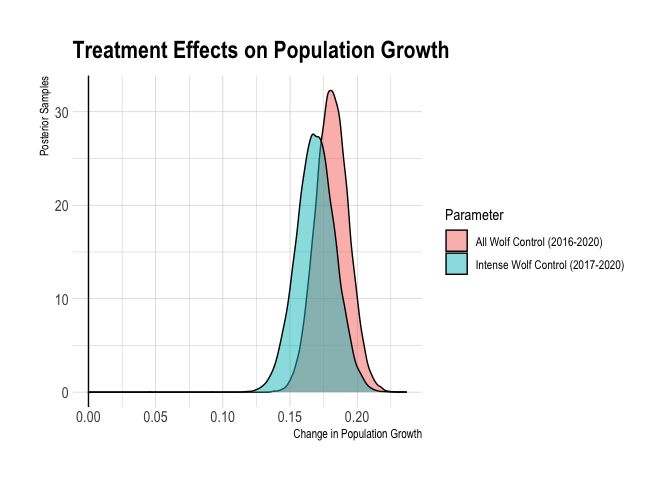 Treatment Effects on Population Growth
Posterior Samples
30
20
10
0
0.00 0.05 0.10 0.15 0.20
Change in Population Growth
Parameter
All Wolf Control (2016-2020)
Intense Wolf Control (2017-2020)